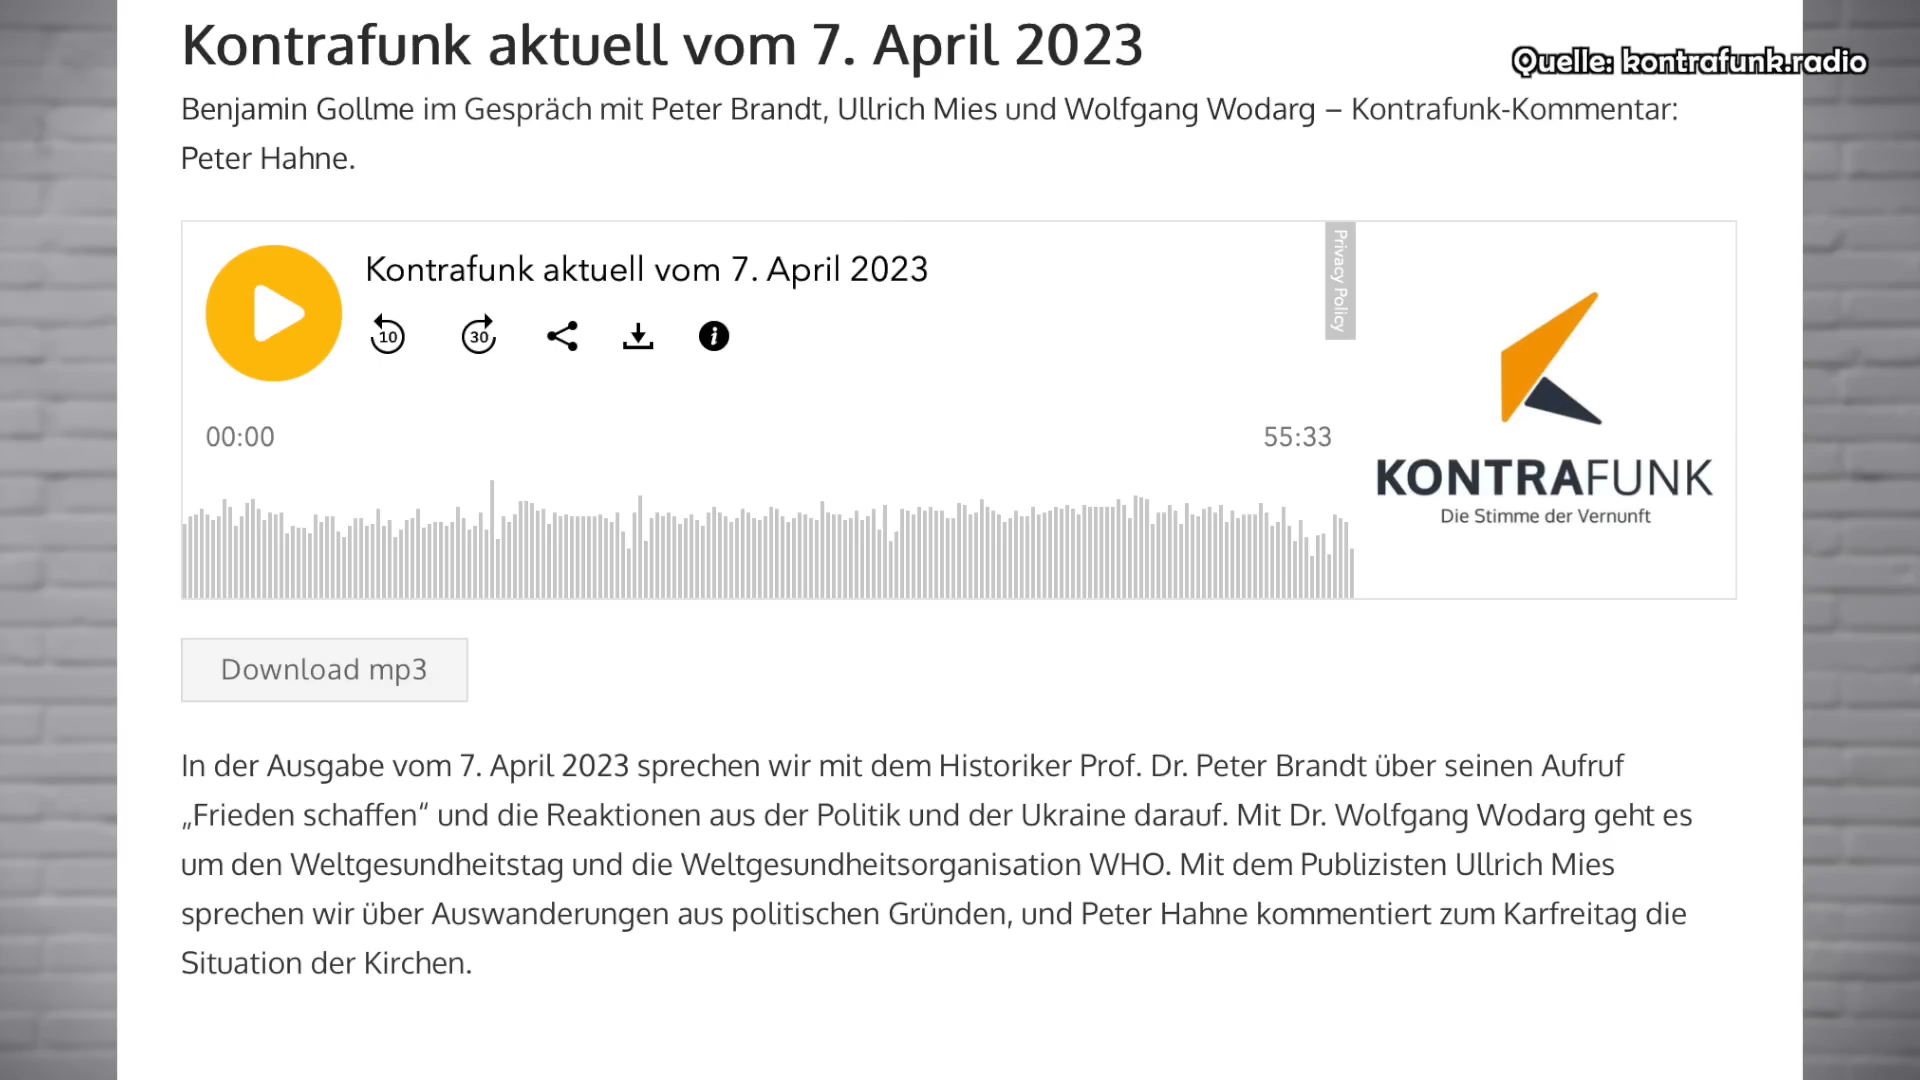 Kontrafunk aktuell vom 7. April 2023
Quelle: kontrafunk.radio
Benjamin Gollme im Gespräch mit Peter Brandt, Ullrich Mies und Wolfgang Wodarg – Kontrafunk-Kommentar:
Peter Hahne.
Kontrafunk aktuell vom 7. April 2023
Privacy Policy
10
30
00:00
55:33
KONTRAFUNK
Die Stimme der Vernunft
Download mp3
In der Ausgabe vom 7. April 2023 sprechen wir mit dem Historiker Prof. Dr. Peter Brandt über seinen Aufruf
„Frieden schaffen“ und die Reaktionen aus der Politik und der Ukraine darauf. Mit Dr. Wolfgang Wodarg geht es
um den Weltgesundheitstag und die Weltgesundheitsorganisation WHO. Mit dem Publizisten Ullrich Mies
sprechen wir über Auswanderungen aus politischen Gründen, und Peter Hahne kommentiert zum Karfreitag die
Situation der Kirchen.